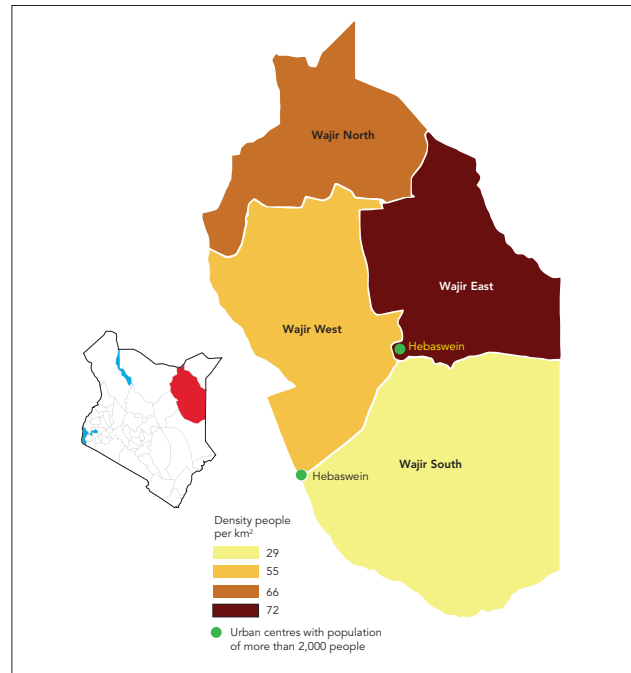 Wajir North
Wajir East
Wajir West
Hebaswein
Wajir South
Hebaswein
Density people
per km²
29
55
66
72
Urban centres with population
of more than 2,000 people